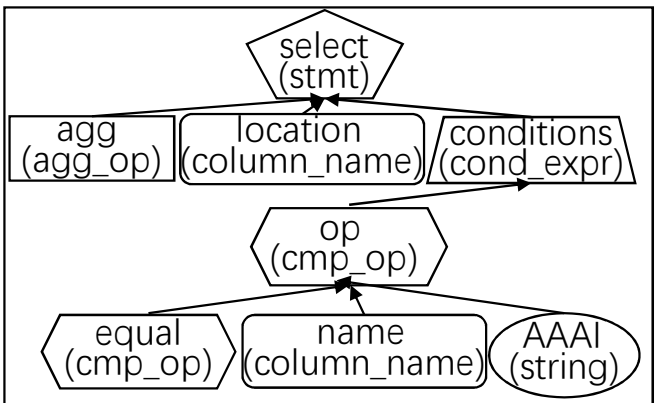 select
(stmt)
agg
(agg_op)
location
(column_name)
conditions
(cond_expr)
op
(cmp_op)
equal
(cmp_op)
name
(column_name)
AAAI
(string)